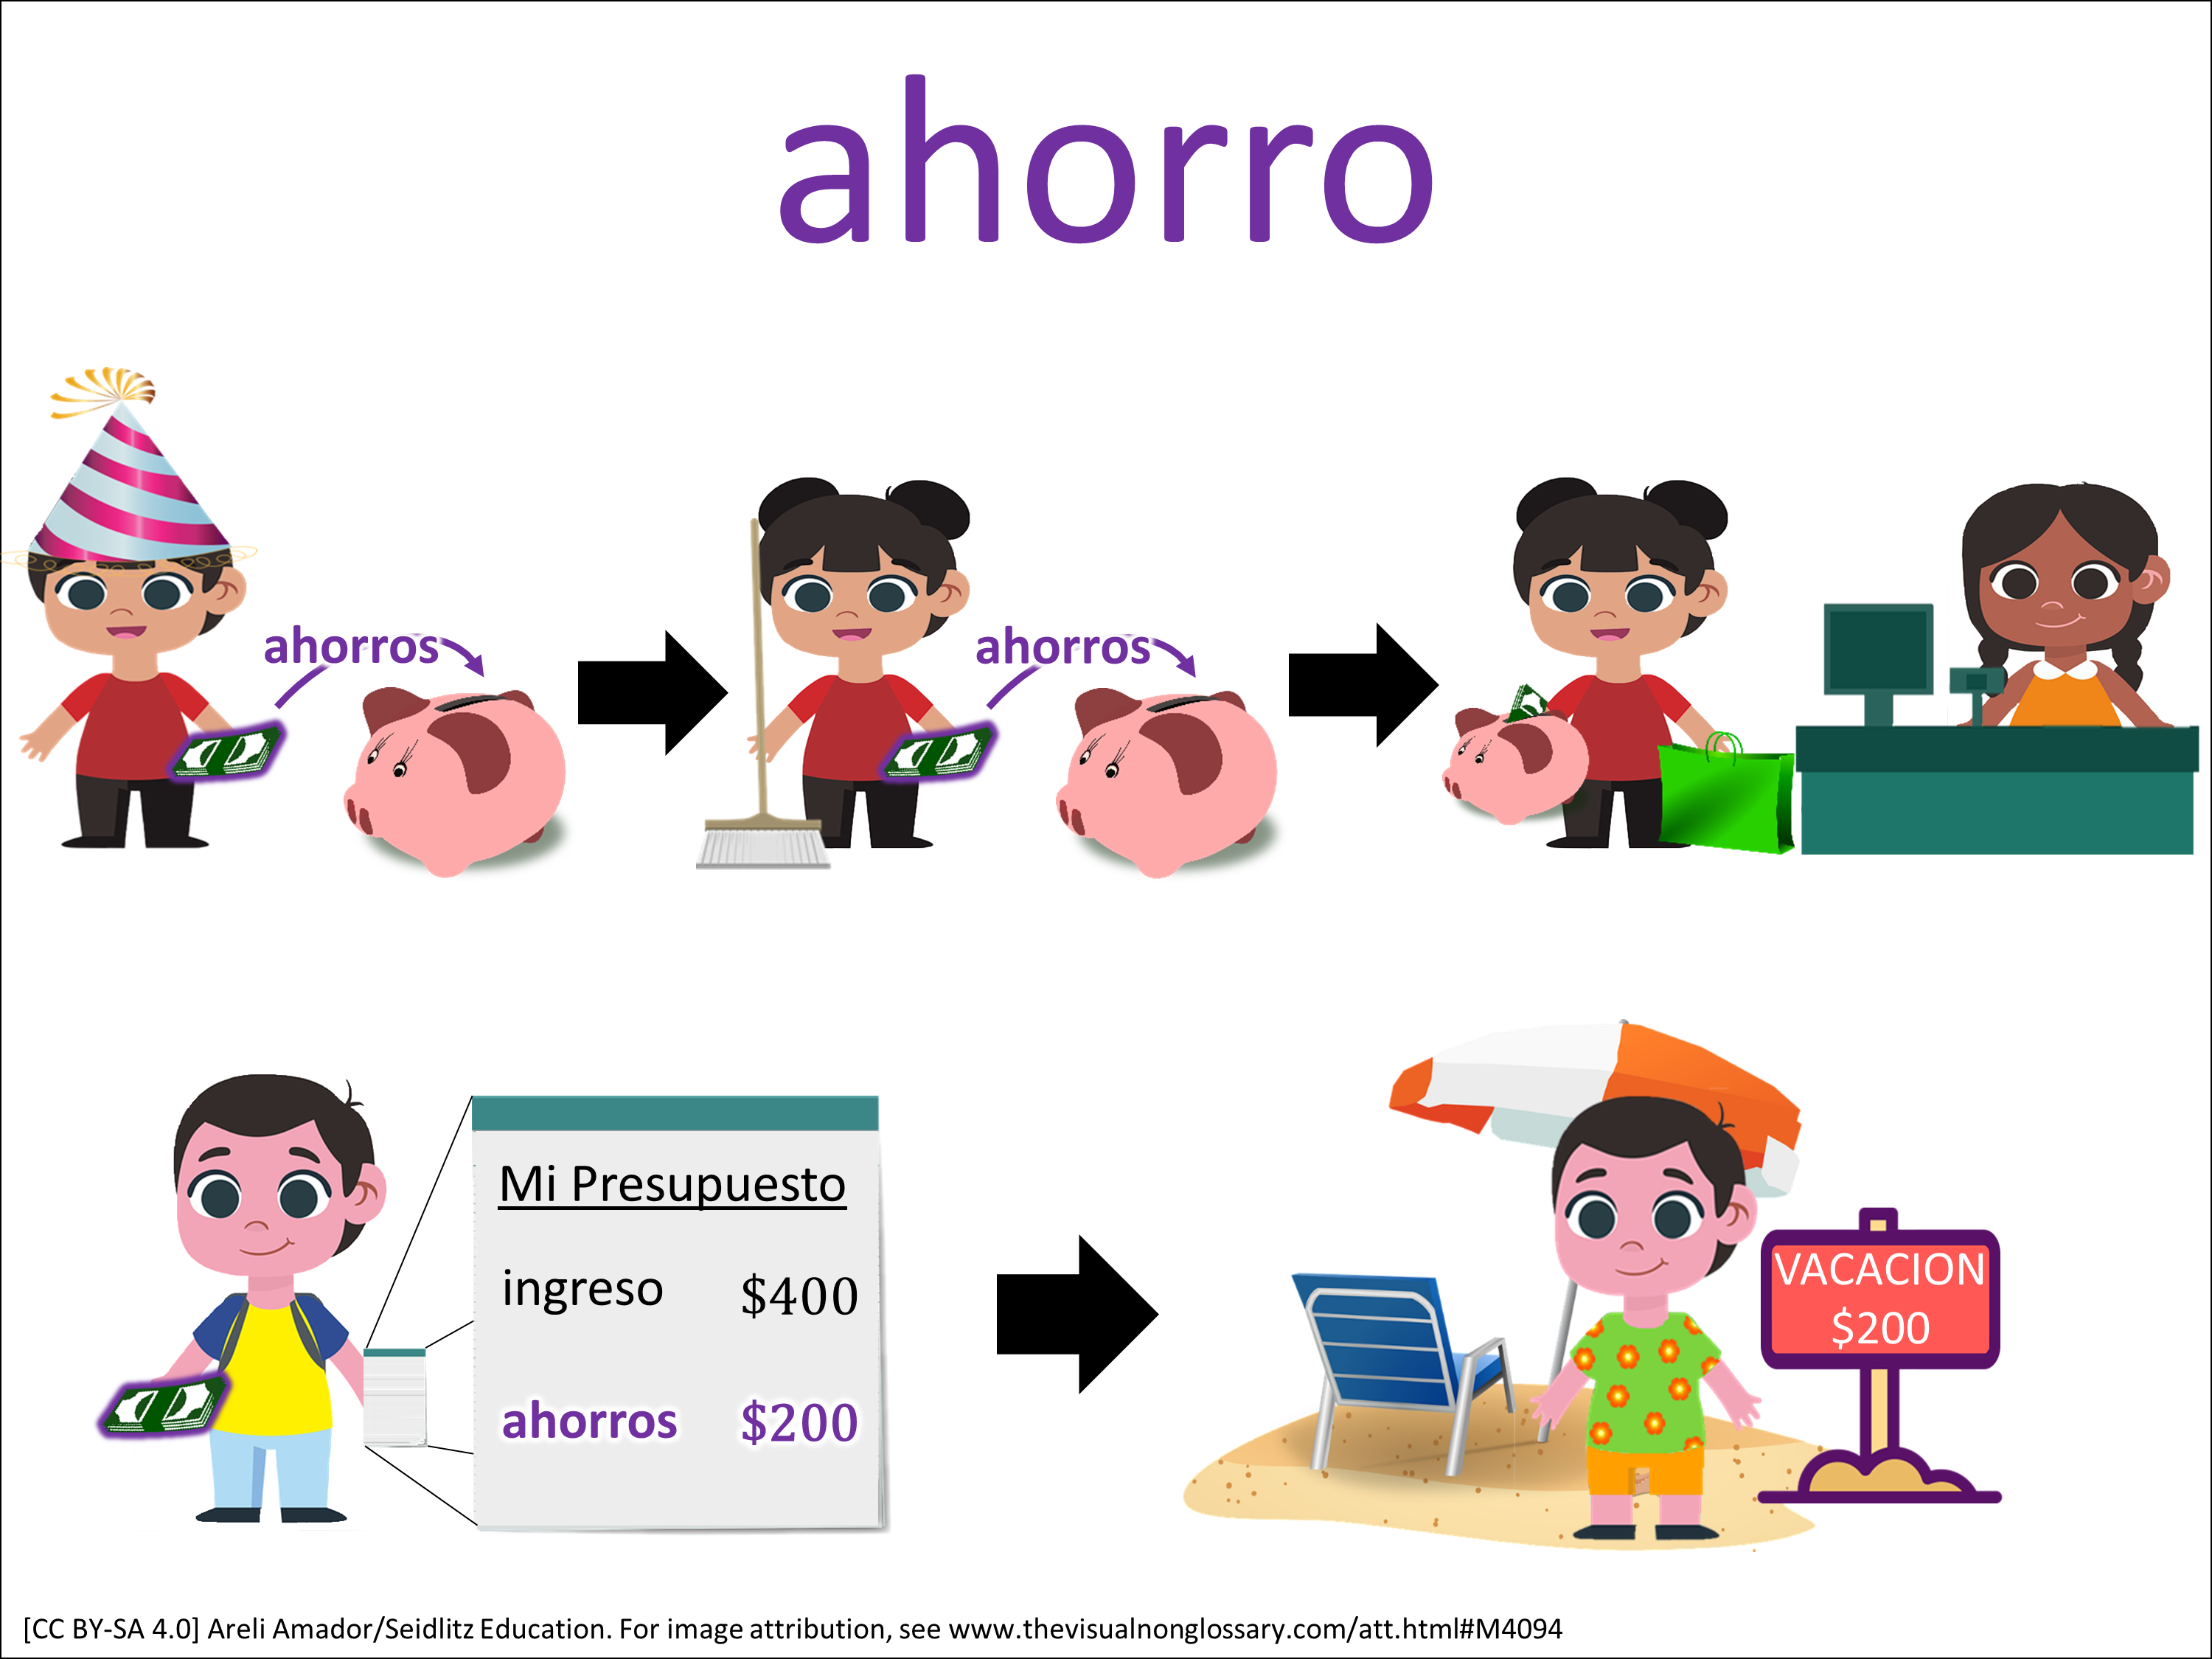 ahorro
ahorros
ahorros
Mi Presupuesto
ingreso $400
ahorros $200
VACACION
$200
[CC BY-SA 4.0] Areli Amador/Seidlitz Education. For image attribution, see www.thevisualnonglossary.com/att.html#M4094